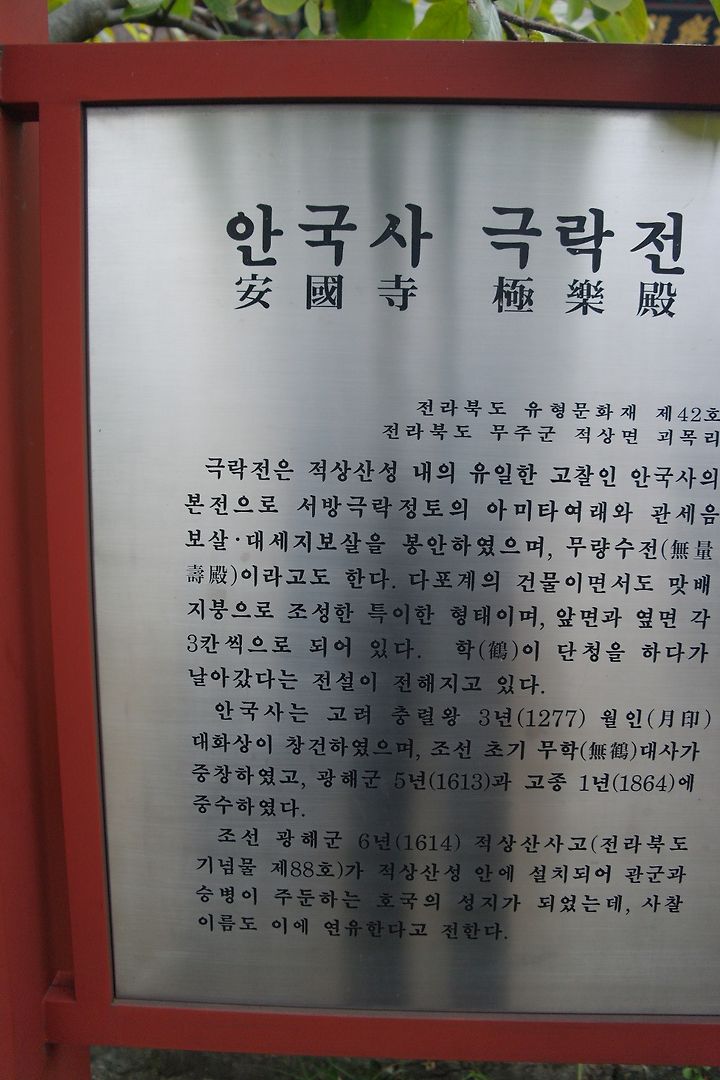 안국사 극락전
安國寺 極樂殿
전라북도 유형문화재 제42호
전라북도 무주군 적상면 괴목리
극락전은 적상산성 내의 유일한 고찰인 안국사의
본전으로 서방극락정토의 아미타여래와 관세음
보살·대세지보살을 봉안하였으며, 무량수전(無量
壽殿)이라고도 한다. 다포계의 건물이면서도 맞배
지붕으로 조성한 특이한 형태이며, 앞면과 옆면 각
3칸씩으로 되어 있다. 학(鶴)이 단청을 하다가
날아갔다는 전설이 전해지고 있다.
안국사는 고려 충렬왕 3년(1277) 월인(月印)
대화상이 창건하였으며, 조선 초기 무학(無鶴)대사가
중창하였고, 광해군 5년(1613)과 고종 1년(1864)에
중수하였다.
조선 광해군 6년(1614) 적상산사고(전라북도
기념물 제88호)가 적상산성 안에 설치되어 관군과
승병이 주둔하는 호국의 성지가 되었는데, 사찰
이름도 이에 연유한다고 전한다.